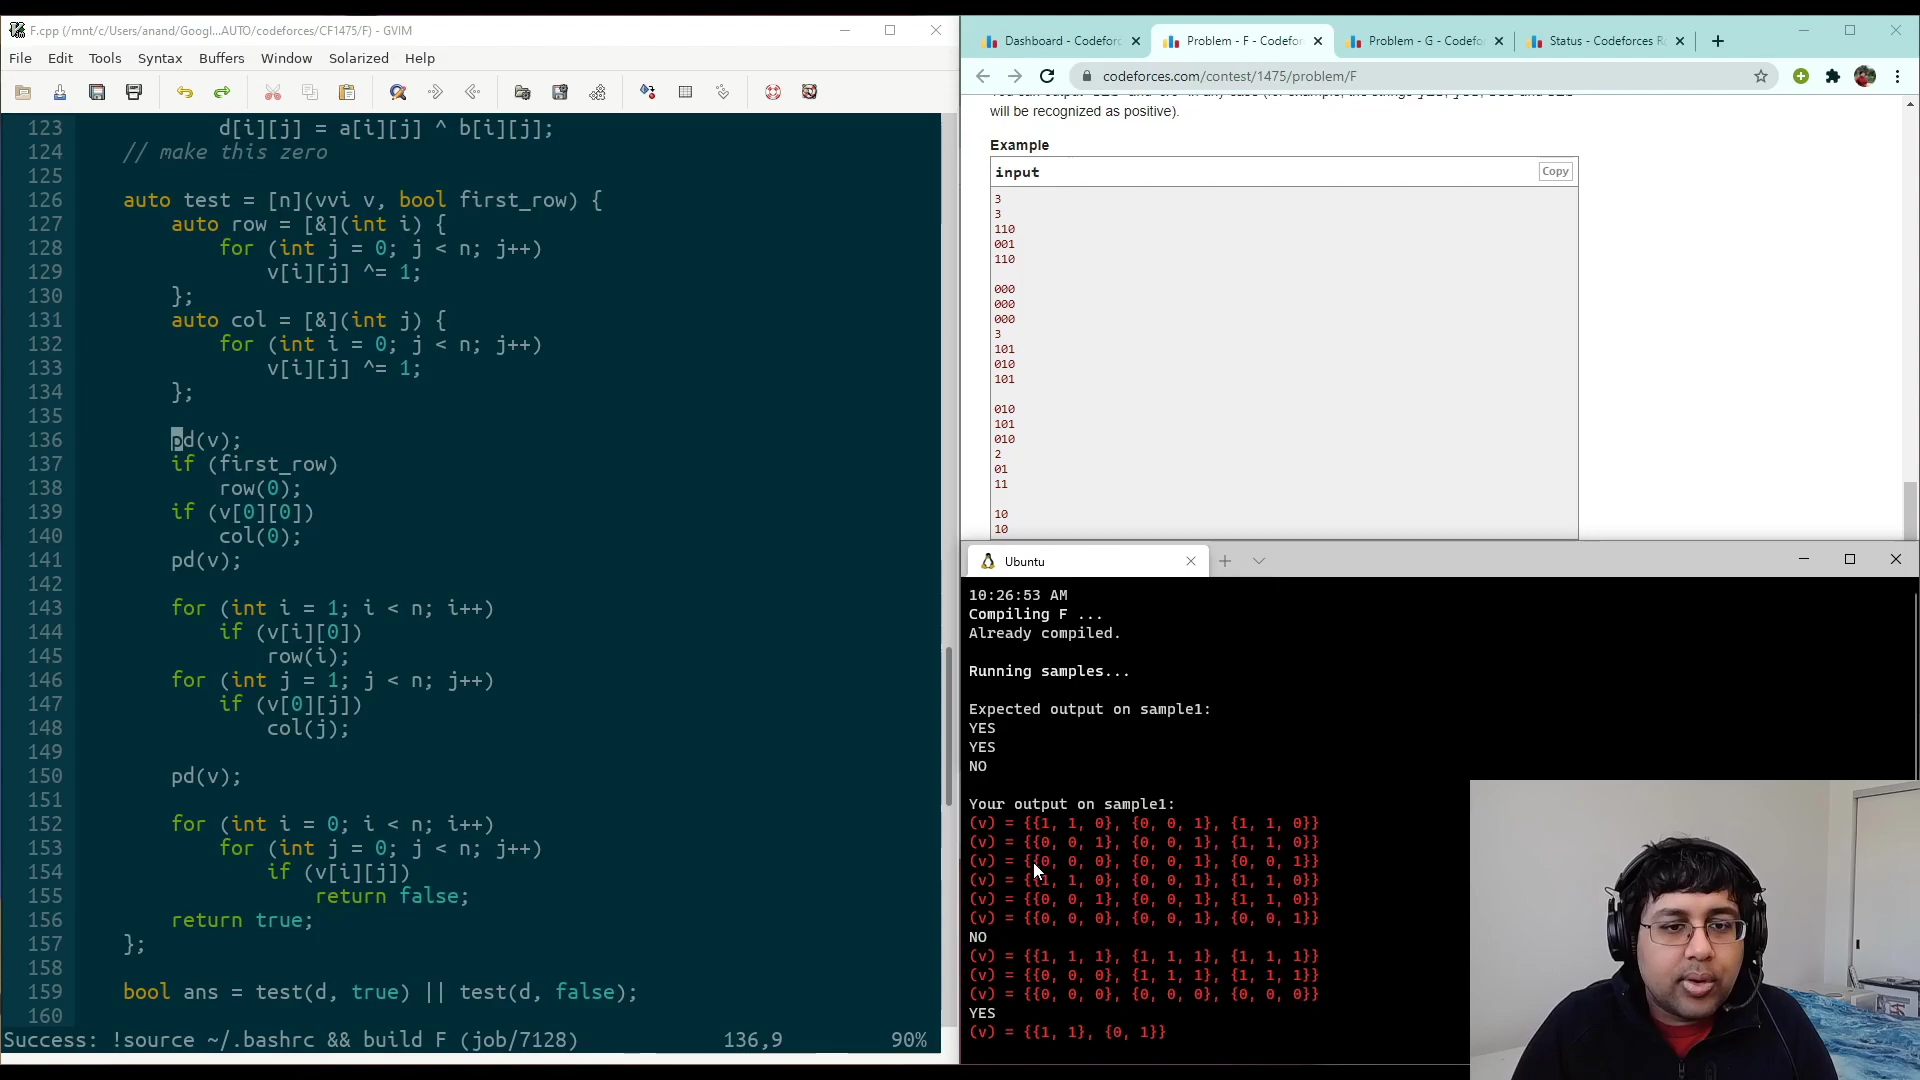 F.cpp (/mnt/c/Users/anand/Googl...AUTO/codeforces/CF1475/F) - GVIM
File Edit Tools Syntax Buffers Window Solarized Help
123 d[i][j] = a[i][j] ^ b[i][j];
124 // make this zero
125
126 auto test = [n](vvi v, bool first_row) {
127 auto row = [&](int i) {
128 for (int j = 0; j < n; j++)
129 v[i][j] ^= 1;
130 };
131 auto col = [&](int j) {
132 for (int i = 0; j < n; j++)
133 v[i][j] ^= 1;
134 };
135
136 pd(v);
137 if (first_row)
138 row(0);
139 if (v[0][0])
140 col(0);
141 pd(v);
142
143 for (int i = 1; i < n; i++)
144 if (v[i][0])
145 row(i);
146 for (int j = 1; j < n; j++)
147 if (v[0][j])
148 col(j);
149
150 pd(v);
151
152 for (int i = 0; i < n; i++)
153 for (int j = 0; j < n; j++)
154 if (v[i][j])
155 return false;
156 return true;
157 };
158
159 bool ans = test(d, true) || test(d, false);
160
Success: !source ~/.bashrc && build F (job/7128) 136,9 90%
Dashboard - Codeforc Problem - F - Codefor Problem - G - Codefo Status - Codeforces R
codeforces.com/contest/1475/problem/F
will be recognized as positive).
Example
input Copy
3
3
110
001
110
000
000
000
3
101
010
101
010
101
010
2
01
11
10
10
Ubuntu
10:26:53 AM
Compiling F ...
Already compiled.
Running samples...
Expected output on sample1:
YES
YES
NO
Your output on sample1:
(v) = {{1, 1, 0}, {0, 0, 1}, {1, 1, 0}}
(v) = {{0, 0, 1}, {0, 0, 1}, {1, 1, 0}}
(v) = {{0, 0, 0}, {0, 0, 1}, {0, 0, 1}}
(v) = {{1, 1, 0}, {0, 0, 1}, {1, 1, 0}}
(v) = {{0, 0, 1}, {0, 0, 1}, {1, 1, 0}}
(v) = {{0, 0, 0}, {0, 0, 1}, {0, 0, 1}}
NO
(v) = {{1, 1, 1}, {1, 1, 1}, {1, 1, 1}}
(v) = {{0, 0, 0}, {1, 1, 1}, {1, 1, 1}}
(v) = {{0, 0, 0}, {0, 0, 0}, {0, 0, 0}}
YES
(v) = {{1, 1}, {0, 1}}